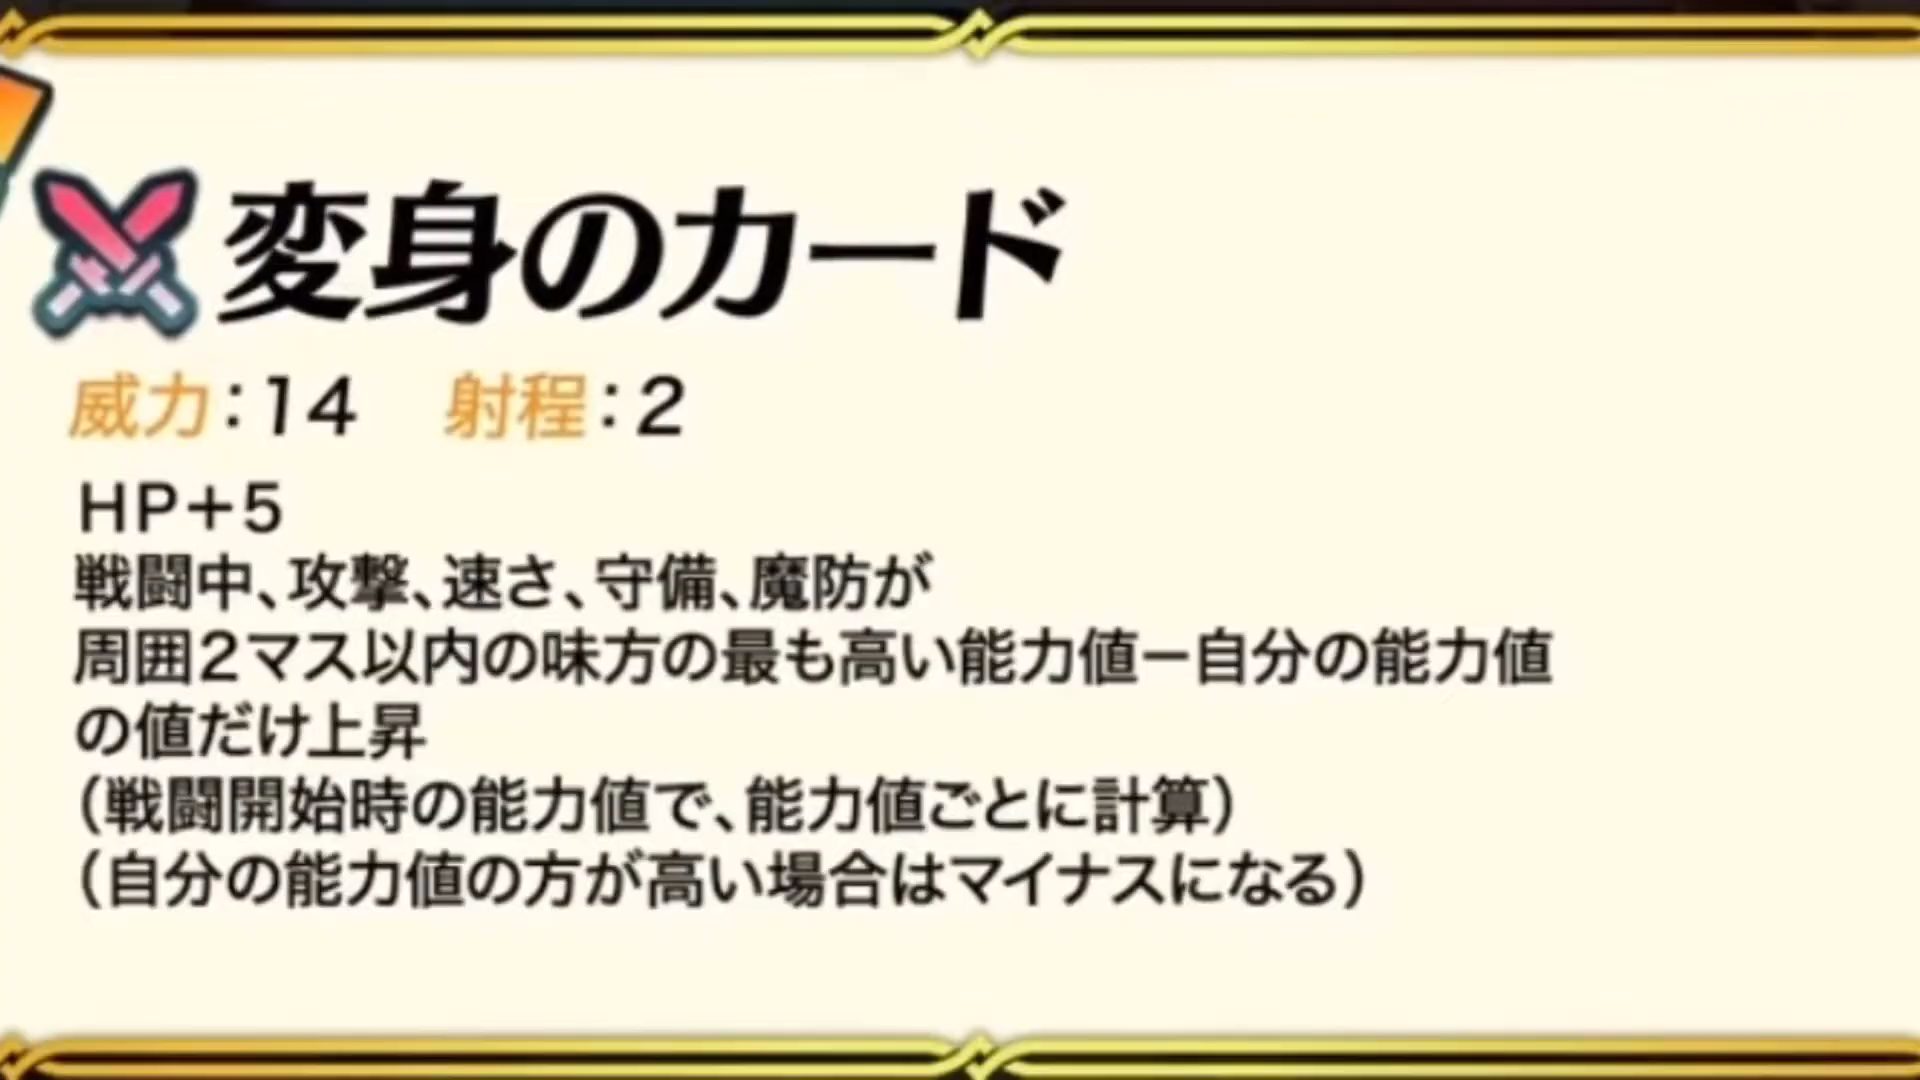 変身のカード
威力:14　射程:2
HP+5
戦闘中、攻撃、速さ、守備、魔防が
周囲2マス以内の味方の最も高い能力値ー自分の能力値
の値だけ上昇
(戦闘開始時の能力値で、能力値ごとに計算)
(自分の能力値の方が高い場合はマイナスになる)